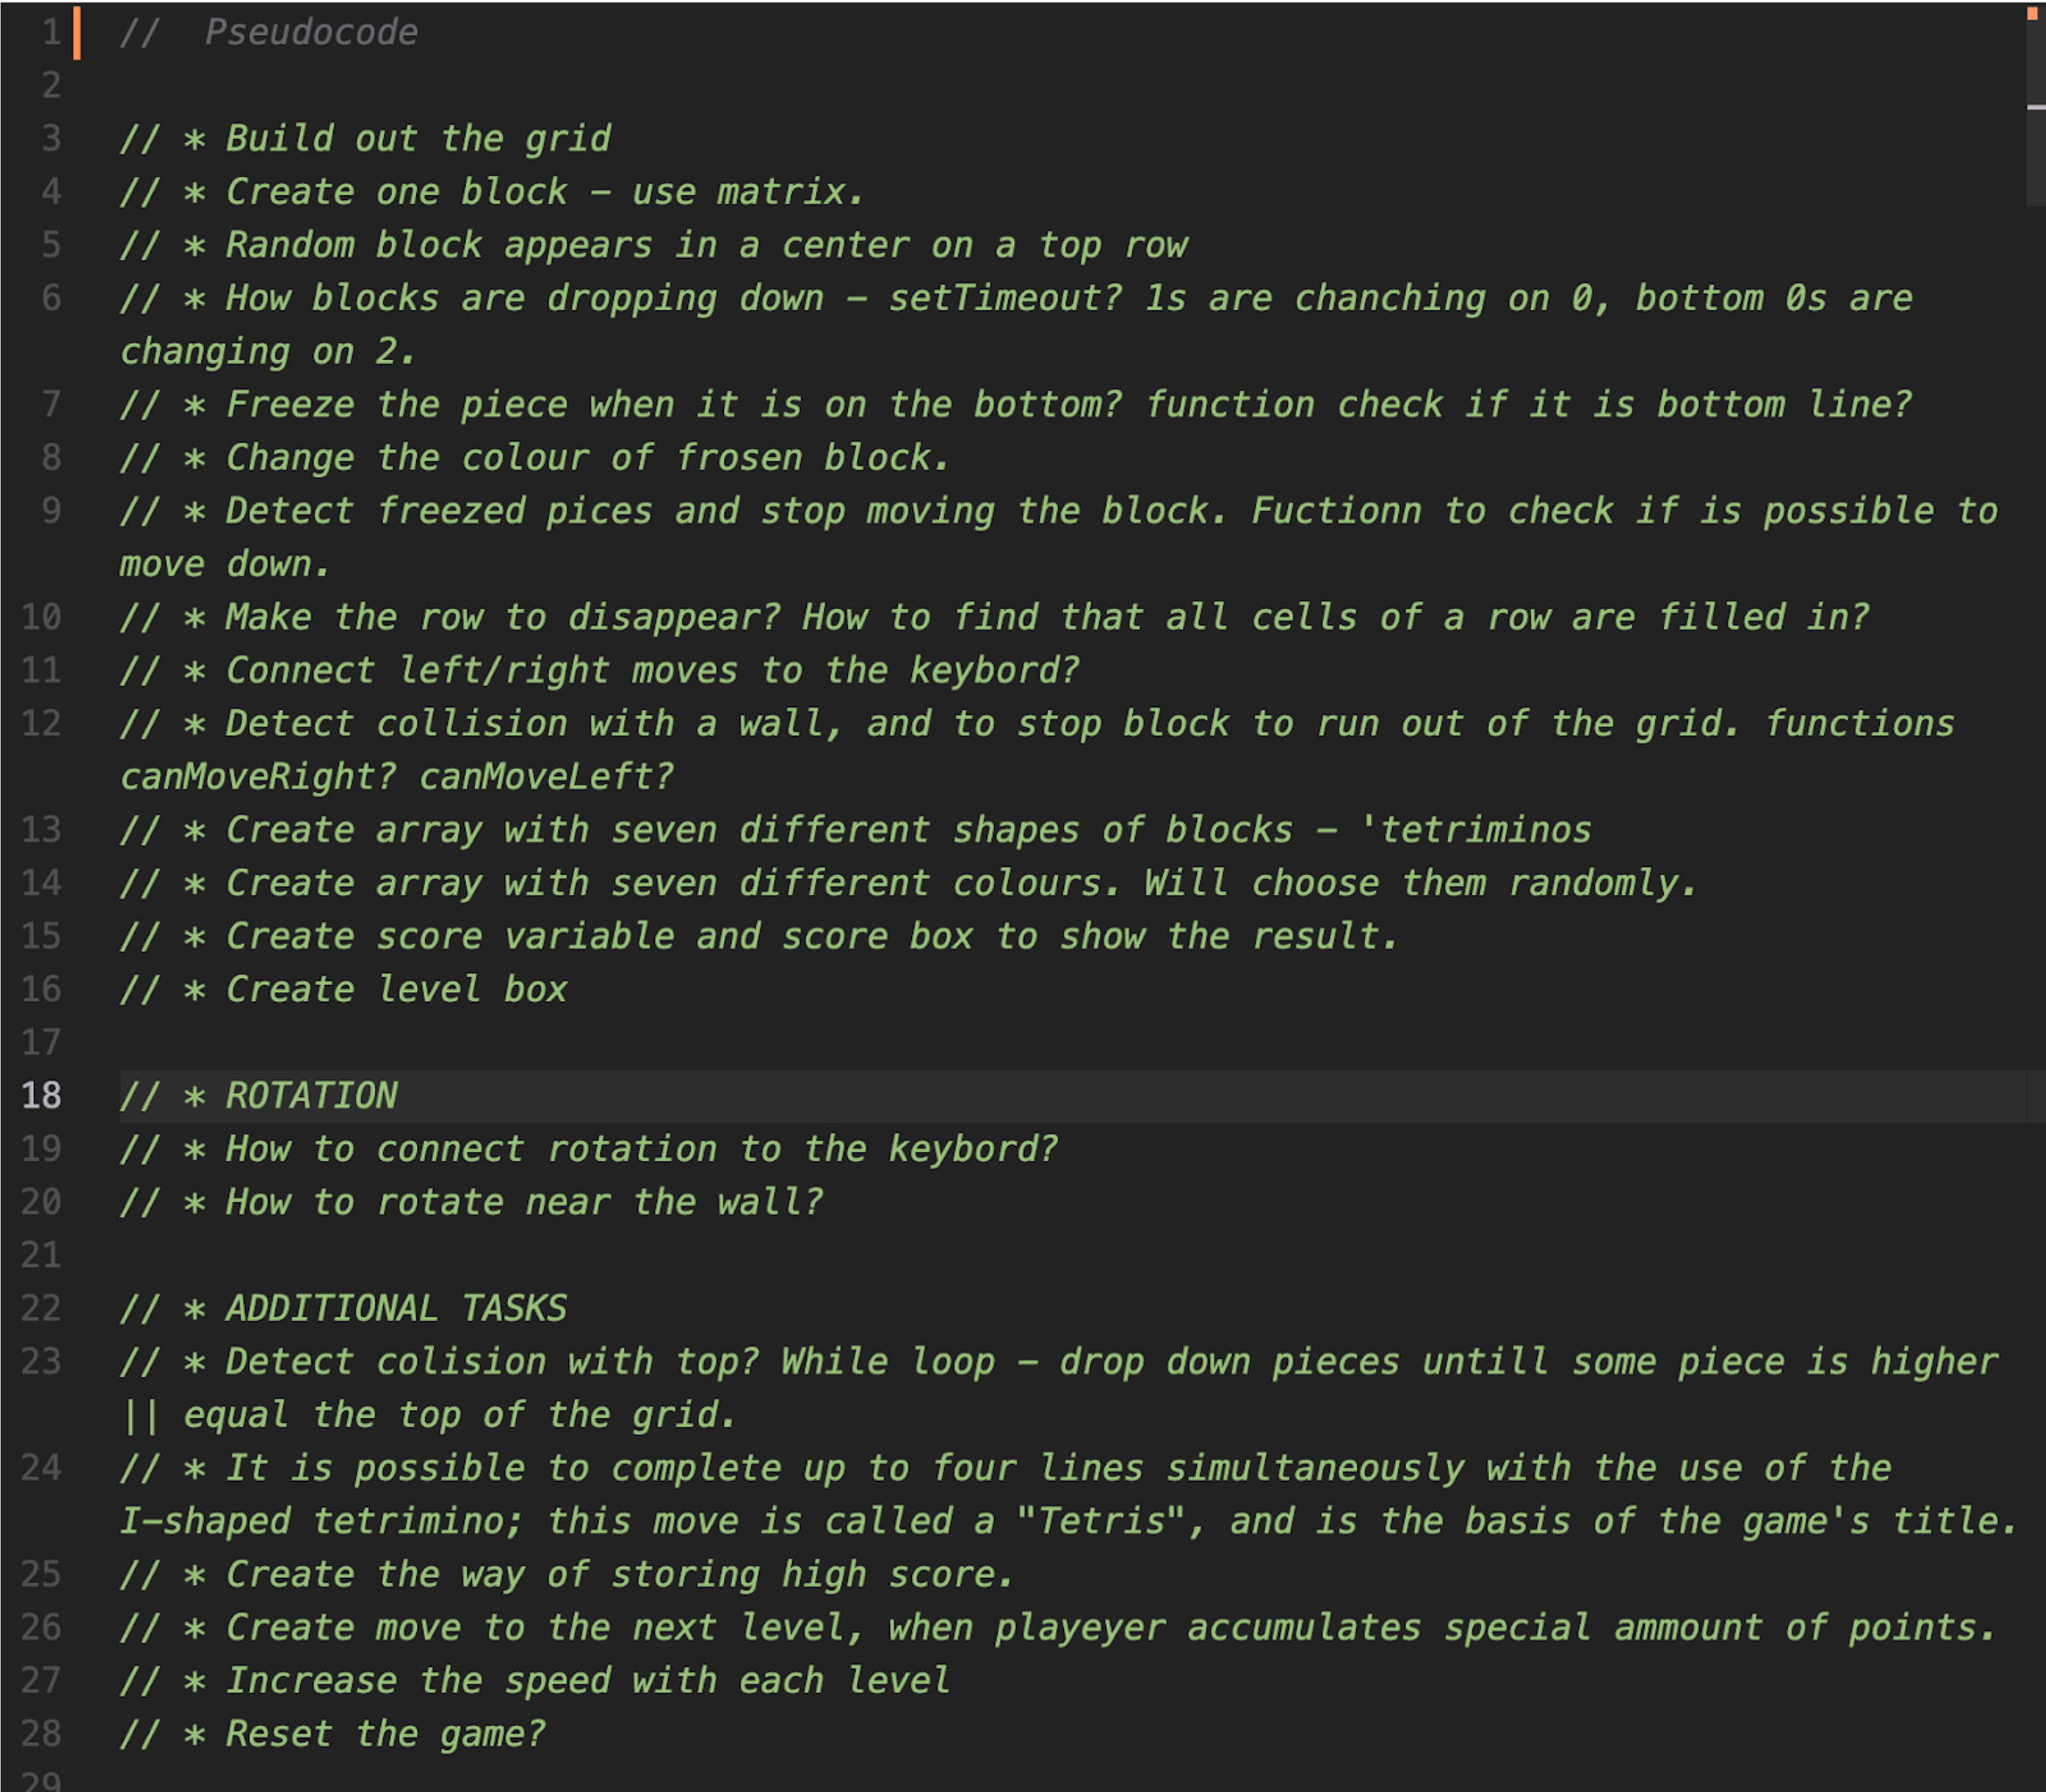 1 //  Pseudocode
2
3 // * Build out the grid
4 // * Create one block – use matrix.
5 // * Random block appears in a center on a top row
6 // * How blocks are dropping down – setTimeout? 1s are chanching on 0, bottom 0s are
changing on 2.
7 // * Freeze the piece when it is on the bottom? function check if it is bottom line?
8 // * Change the colour of frosen block.
9 // * Detect freezed pices and stop moving the block. Fuctionn to check if is possible to
move down.
10 // * Make the row to disappear? How to find that all cells of a row are filled in?
11 // * Connect left/right moves to the keybord?
12 // * Detect collision with a wall, and to stop block to run out of the grid. functions
canMoveRight? canMoveLeft?
13 // * Create array with seven different shapes of blocks – 'tetriminos
14 // * Create array with seven different colours. Will choose them randomly.
15 // * Create score variable and score box to show the result.
16 // * Create level box
17
18 // * ROTATION
19 // * How to connect rotation to the keybord?
20 // * How to rotate near the wall?
21
22 // * ADDITIONAL TASKS
23 // * Detect colision with top? While loop – drop down pieces untill some piece is higher
|| equal the top of the grid.
24 // * It is possible to complete up to four lines simultaneously with the use of the
I–shaped tetrimino; this move is called a "Tetris", and is the basis of the game's title.
25 // * Create the way of storing high score.
26 // * Create move to the next level, when playeyer accumulates special ammount of points.
27 // * Increase the speed with each level
28 // * Reset the game?
29